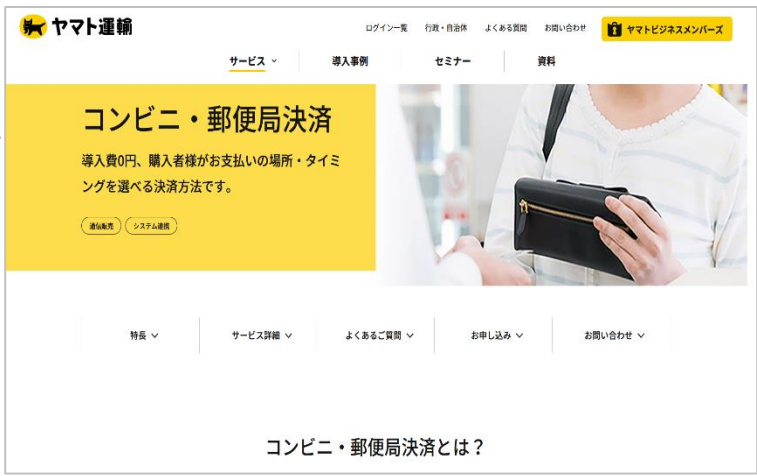 ヤマト運輸
ログイン一覧 行政・自治体 よくある質問 お問い合わせ ヤマトビジネスメンバーズ
サービス 導入事例 セミナー 資料
コンビニ・郵便局決済
導入費0円、購入者様がお支払いの場所・タイミ
ングを選べる決済方法です。
通信販売 システム連携
特長 サービス詳細 よくあるご質問 お申し込み お問い合わせ
コンビニ・郵便局決済とは?